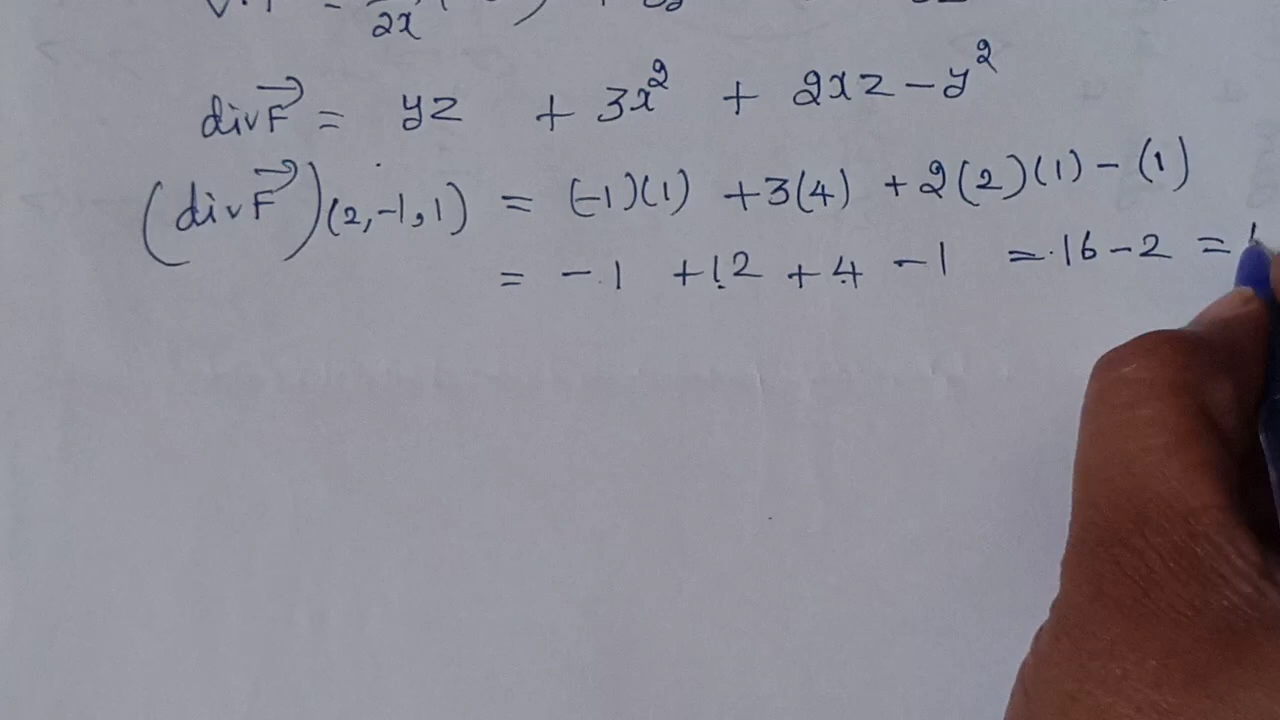 2x
div F⃗ = yz + 3x² + 2xz - y²
(div F⃗)(2,-1,1) = (-1)(1) + 3(4) + 2(2)(1) - (1)
= -1 + 12 + 4 - 1 = 16 - 2 =